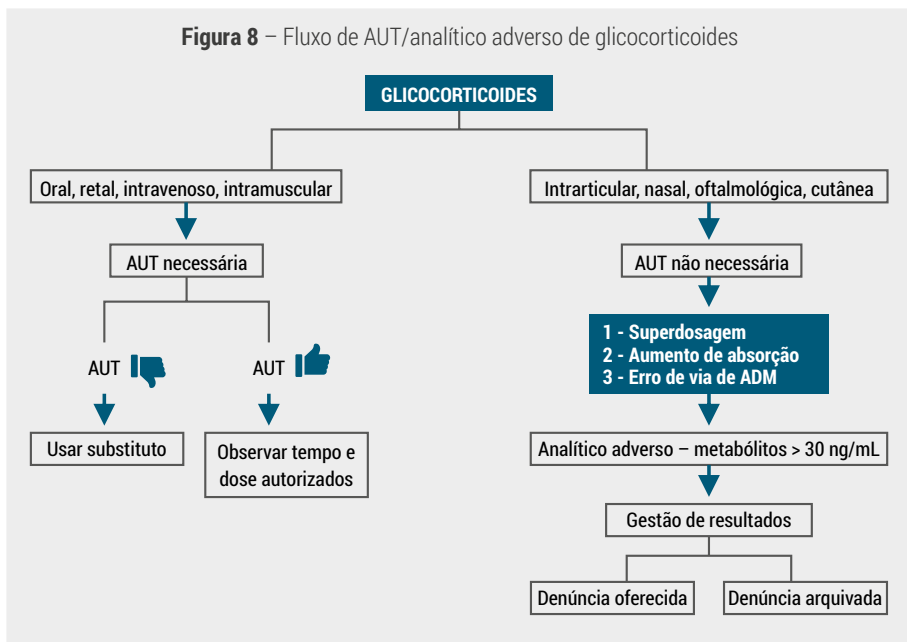 Figura 8 – Fluxo de AUT/analítico adverso de glicocorticoides
GLICOCORTICOIDES
Oral, retal, intravenoso, intramuscular
AUT necessária
AUT
AUT
Usar substituto
Observar tempo e
dose autorizados
Intrarticular, nasal, oftalmológica, cutânea
AUT não necessária
1 - Superdosagem
2 - Aumento de absorção
3 - Erro de via de ADM
Analítico adverso – metabólitos > 30 ng/mL
Gestão de resultados
Denúncia oferecida
Denúncia arquivada